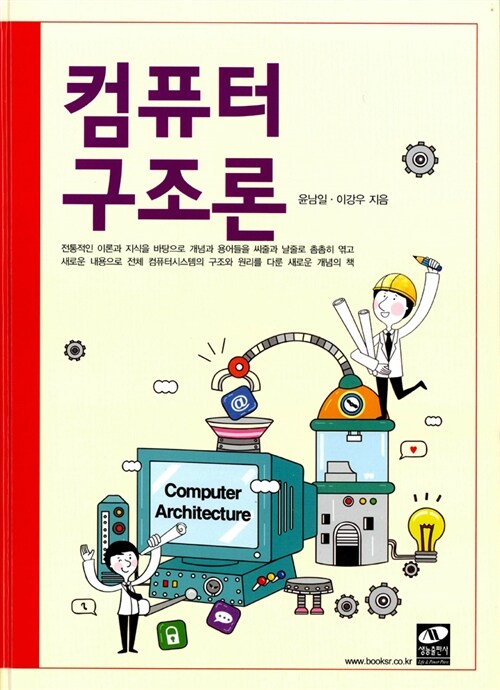 컴퓨터
구조론
윤남일 · 이강우 지음
전통적인 이론과 지식을 바탕으로 개념과 용어들을 씨줄과 날줄로 촘촘히 엮고
새로운 내용으로 전체 컴퓨터시스템의 구조와 원리를 다룬 새로운 개념의 책
@
Computer
Architecture
?
생능출판사
Life & Power Press
www.booksr.co.kr